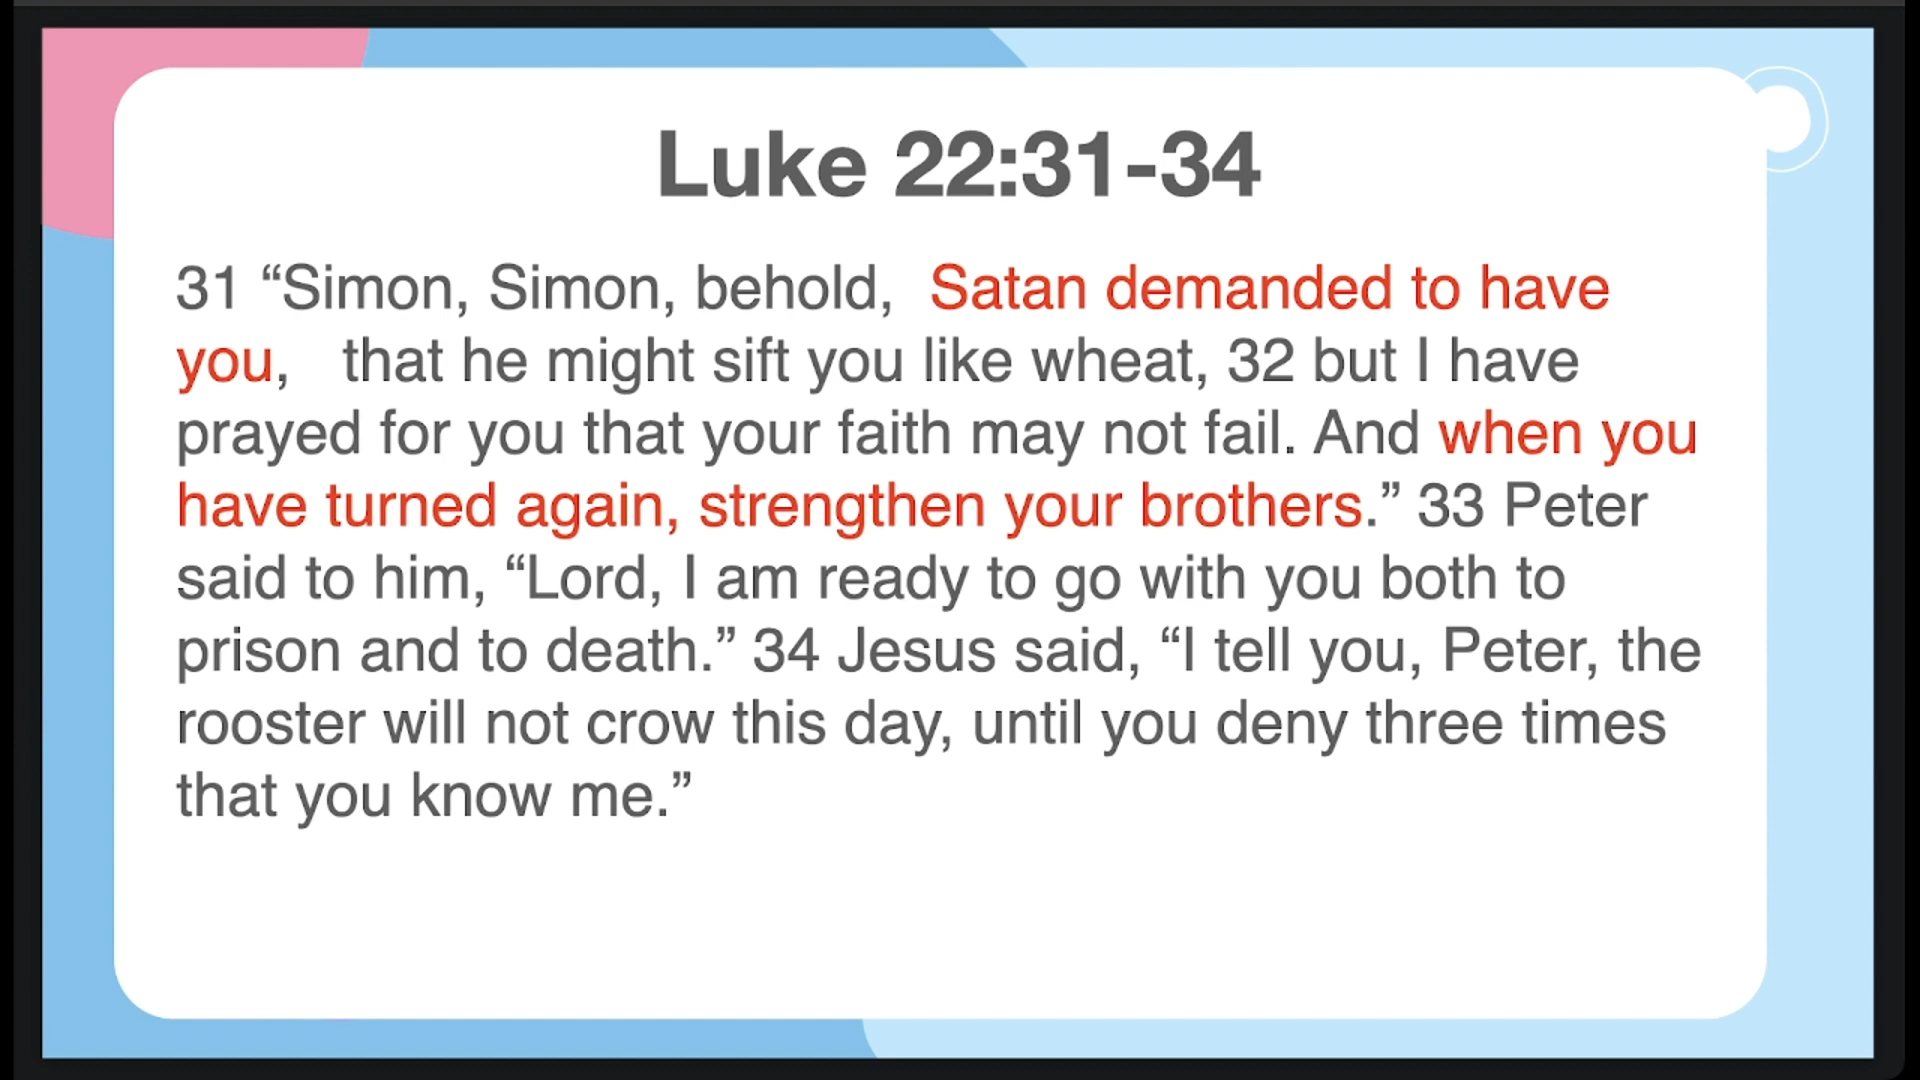 Luke 22:31-34
31 “Simon, Simon, behold,  Satan demanded to have
you,   that he might sift you like wheat, 32 but I have
prayed for you that your faith may not fail. And when you
have turned again, strengthen your brothers.” 33 Peter
said to him, “Lord, I am ready to go with you both to
prison and to death.” 34 Jesus said, “I tell you, Peter, the
rooster will not crow this day, until you deny three times
that you know me.”